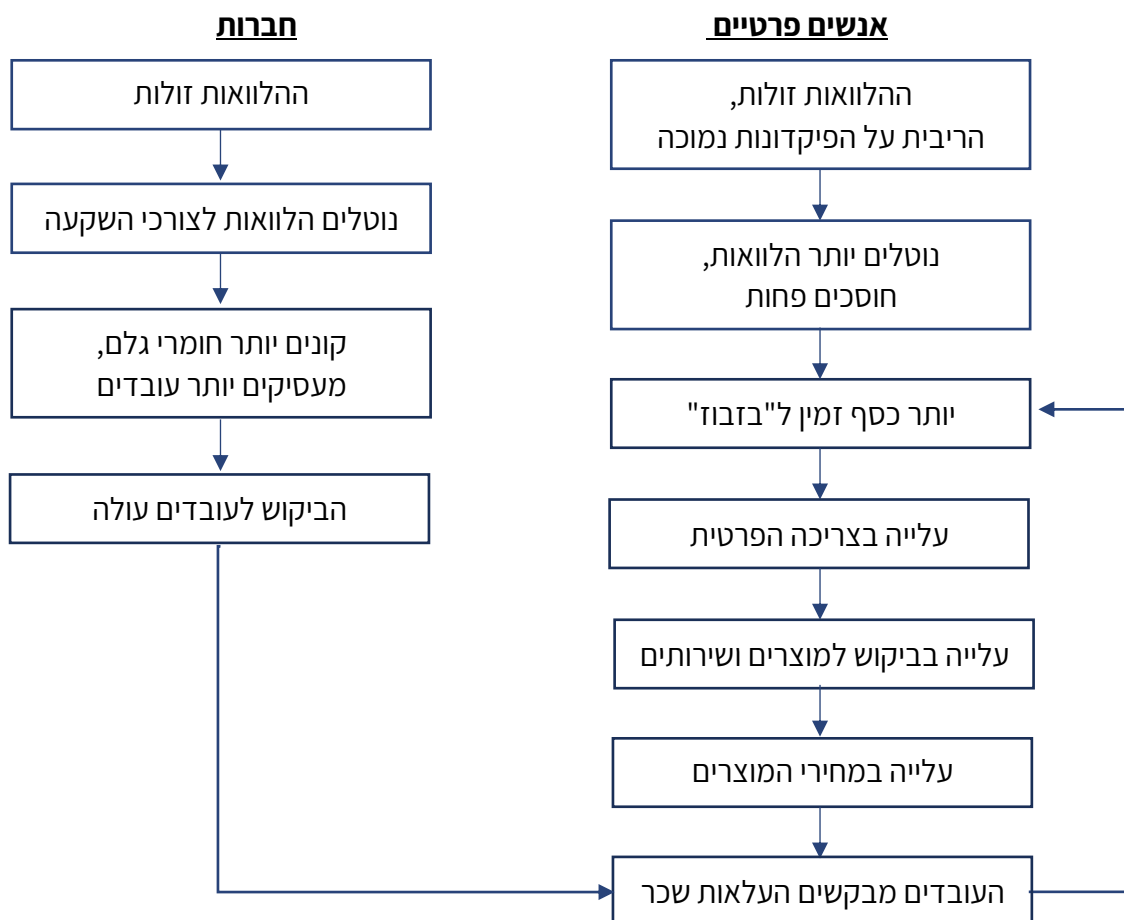 אנשים פרטיים
ההלוואות זולות,
הריבית על הפיקדונות נמוכה
נוטלים יותר הלוואות,
חוסכים פחות
יותר כסף זמין ל"בזבוז"
עלייה בצריכה הפרטית
עלייה בביקוש למוצרים ושירותים
עלייה במחירי המוצרים
העובדים מבקשים העלאות שכר
חברות
ההלוואות זולות
נוטלים הלוואות לצורכי השקעה
קונים יותר חומרי גלם,
מעסיקים יותר עובדים
הביקוש לעובדים עולה